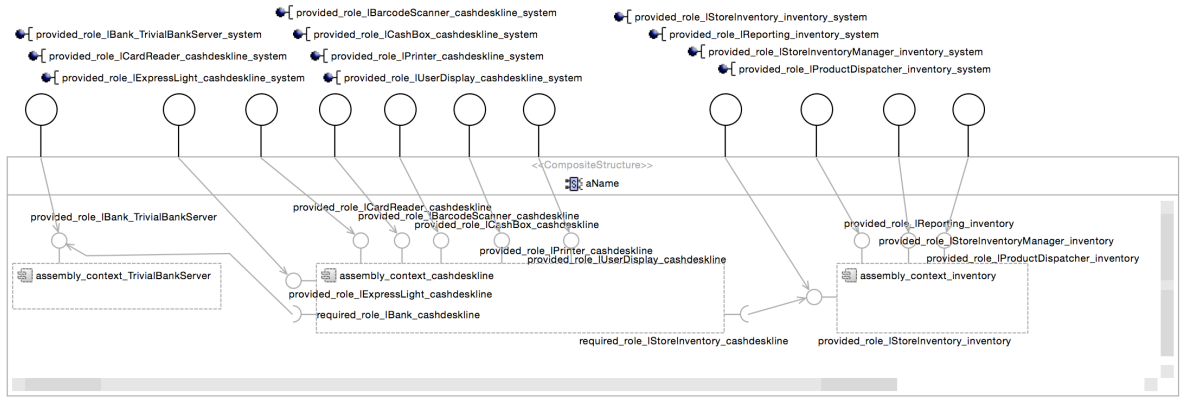 provided_role_IBarcodeScanner_cashdeskline_system
provided_role_IStoreInventory_inventory_system
provided_role_IBank_TrivialBankServer_system
provided_role_ICashBox_cashdeskline_system
provided_role_IReporting_inventory_system
provided_role_ICardReader_cashdeskline_system
provided_role_IPrinter_cashdeskline_system
provided_role_IStoreInventoryManager_inventory_system
provided_role_IExpressLight_cashdeskline_system
provided_role_IUserDisplay_cashdeskline_system
provided_role_IProductDispatcher_inventory_system
<<CompositeStructure>>
aName
provided_role_IBank_TrivialBankServer
provided_role_ICardReader_cashdeskline
provided_role_IBarcodeScanner_cashdeskline
provided_role_ICashBox_cashdeskline
provided_role_IReporting_inventory
provided_role_IStoreInventoryManager_inventory
provided_role_IPrinter_cashdeskline
provided_role_IUserDisplay_cashdeskline
provided_role_IProductDispatcher_inventory
assembly_context_TrivialBankServer
assembly_context_cashdeskline
assembly_context_inventory
provided_role_IExpressLight_cashdeskline
required_role_IBank_cashdeskline
required_role_IStoreInventory_cashdeskline
provided_role_IStoreInventory_inventory